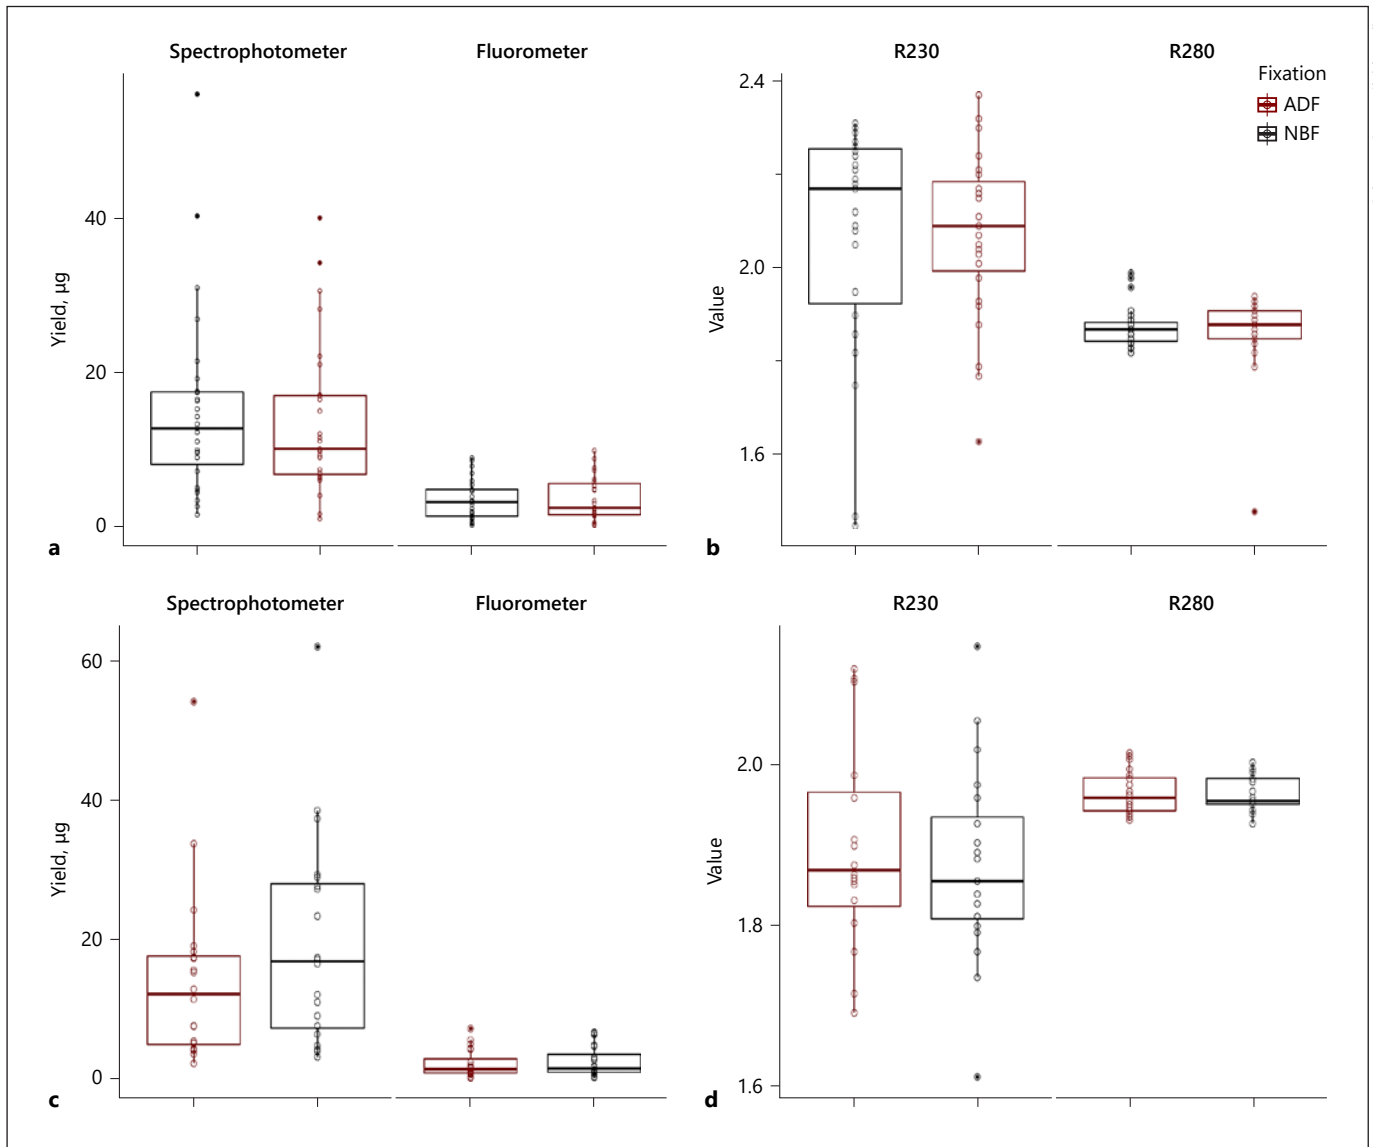 Spectrophotometer Fluorometer
40
20
0
Yield, µg
a
R230 R280
Fixation
ADF
NBF
2.4
2.0
1.6
Value
b
Spectrophotometer Fluorometer
60
40
20
0
Yield, µg
c
R230 R280
2.0
1.8
1.6
Value
d